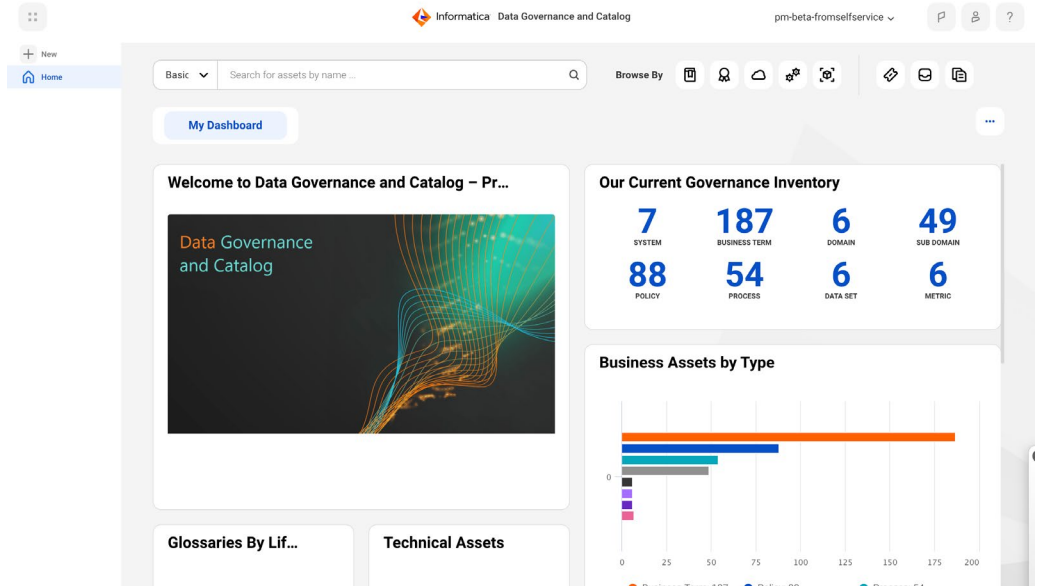 Informatica Data Governance and Catalog
pm-beta-fromselfservice
?
New
Home
Basic
Search for assets by name ...
Browse By
My Dashboard
...
Welcome to Data Governance and Catalog – Pr...
Data Governance
and Catalog
Our Current Governance Inventory
7 187 6 49
SYSTEM BUSINESS TERM DOMAIN SUB DOMAIN
88 54 6 6
POLICY PROCESS DATA SET METRIC
Business Assets by Type
0
0 25 50 75 100 125 150 175 200
Glossaries By Lif...
Technical Assets